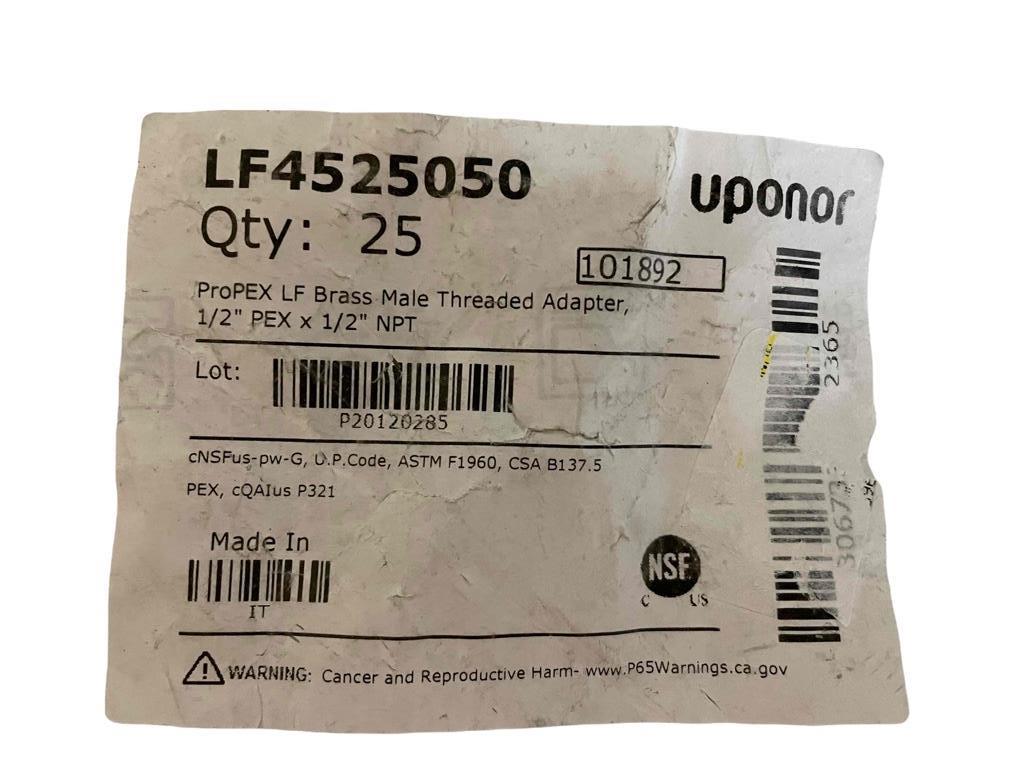 LF4525050
uponor
Qty: 25
101892
ProPEX LF Brass Male Threaded Adapter,
1/2" PEX x 1/2" NPT
Lot:
P20120285
cNSFus-pw-G, U.P.Code, ASTM F1960, CSA B137.5
PEX, cQAIus P321
Made In
IT
NSF
C US
WARNING: Cancer and Reproductive Harm- www.P65Warnings.ca.gov
2365